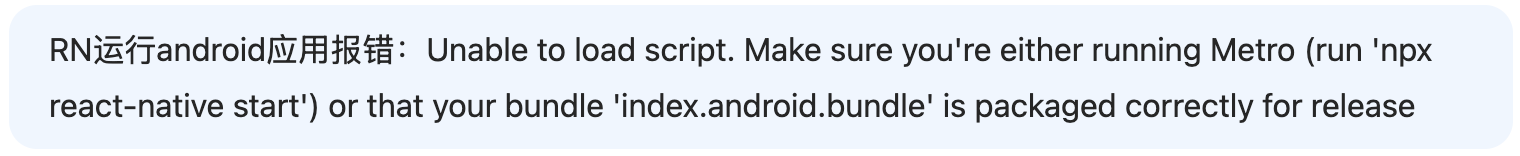 RN运行android应用报错：Unable to load script. Make sure you're either running Metro (run 'npx
react-native start') or that your bundle 'index.android.bundle' is packaged correctly for release